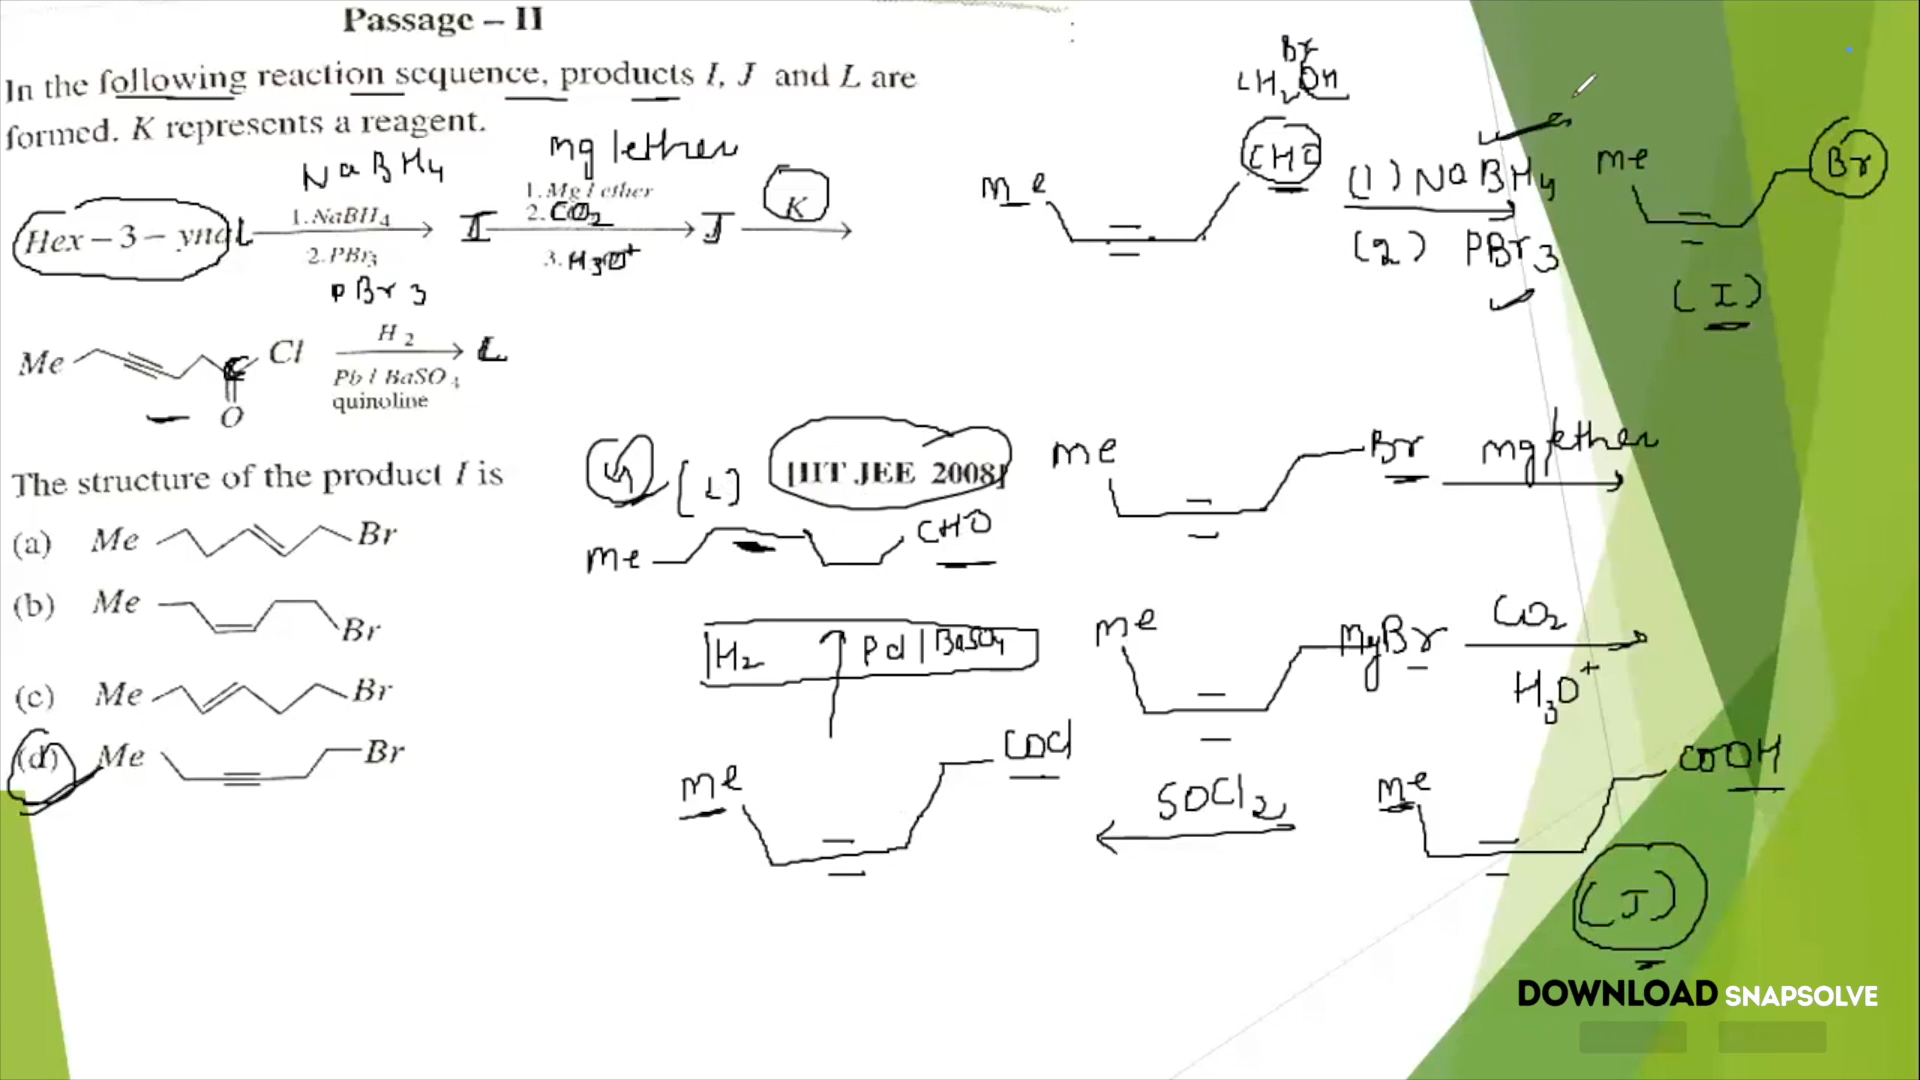 Passage – II
In the following reaction sequence, products I, J and L are
formed. K represents a reagent.
NaBH4
mg/ether
Hex – 3 – ynal
1. NaBH4
2. PBr3
PBr3
I
1. Mg / ether
2. CO2
3. H3O+
J
K
Me
Cl
O
H2
Pb / BaSO4
quinoline
L
The structure of the product I is
[IIT JEE 2008]
(a) Me Br
(b) Me Br
(c) Me Br
(d) Me Br
Br
CH2OH
Me
CHO
(1) NaBH4
(2) PBr3
Me
Br
(I)
Me
Br
mg/ether
[L]
Me
CHO
H2 Pd | BaSO4
Me
MgBr
CO2
H3O+
Me
COCl
SOCl2
Me
COOH
(J)
DOWNLOAD SNAPSOLVE